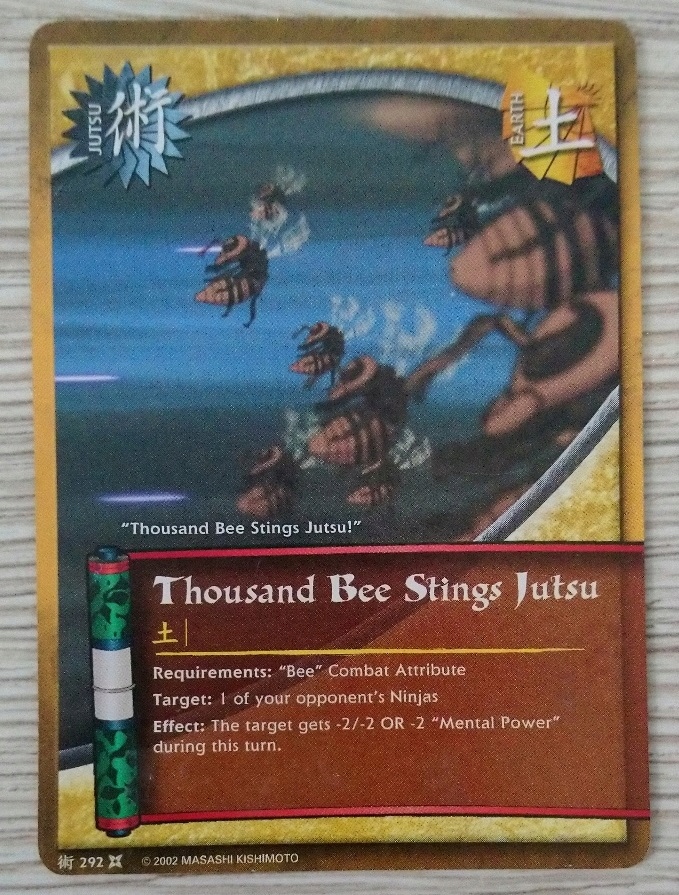 JUTSU
術
EARTH
土
“Thousand Bee Stings Jutsu!”
Thousand Bee Stings Jutsu
土|
Requirements: “Bee” Combat Attribute
Target: 1 of your opponent's Ninjas
Effect: The target gets -2/-2 OR -2 “Mental Power”
during this turn.
術 292 © 2002 MASASHI KISHIMOTO